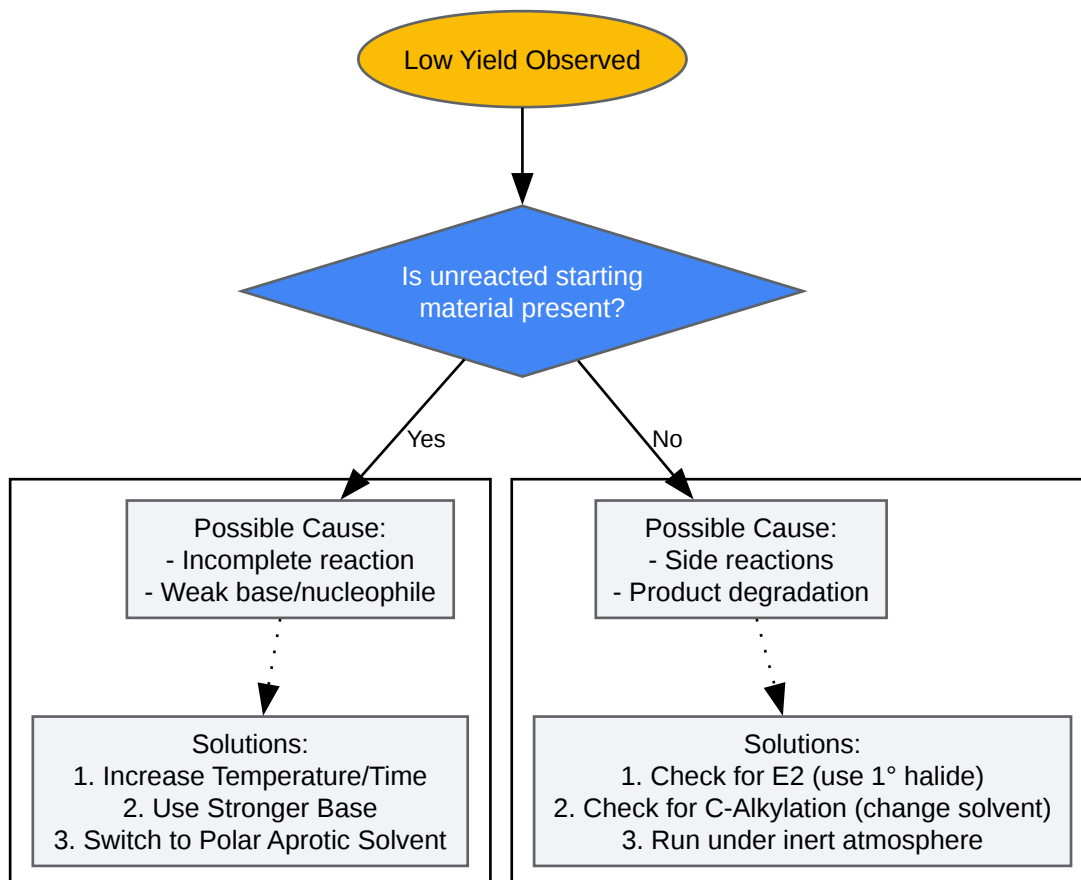 Low Yield Observed
Is unreacted starting
material present?
Yes
No
Possible Cause:
- Incomplete reaction
- Weak base/nucleophile
Possible Cause:
- Side reactions
- Product degradation
Solutions:
1. Increase Temperature/Time
2. Use Stronger Base
3. Switch to Polar Aprotic Solvent
Solutions:
1. Check for E2 (use 1° halide)
2. Check for C-Alkylation (change solvent)
3. Run under inert atmosphere